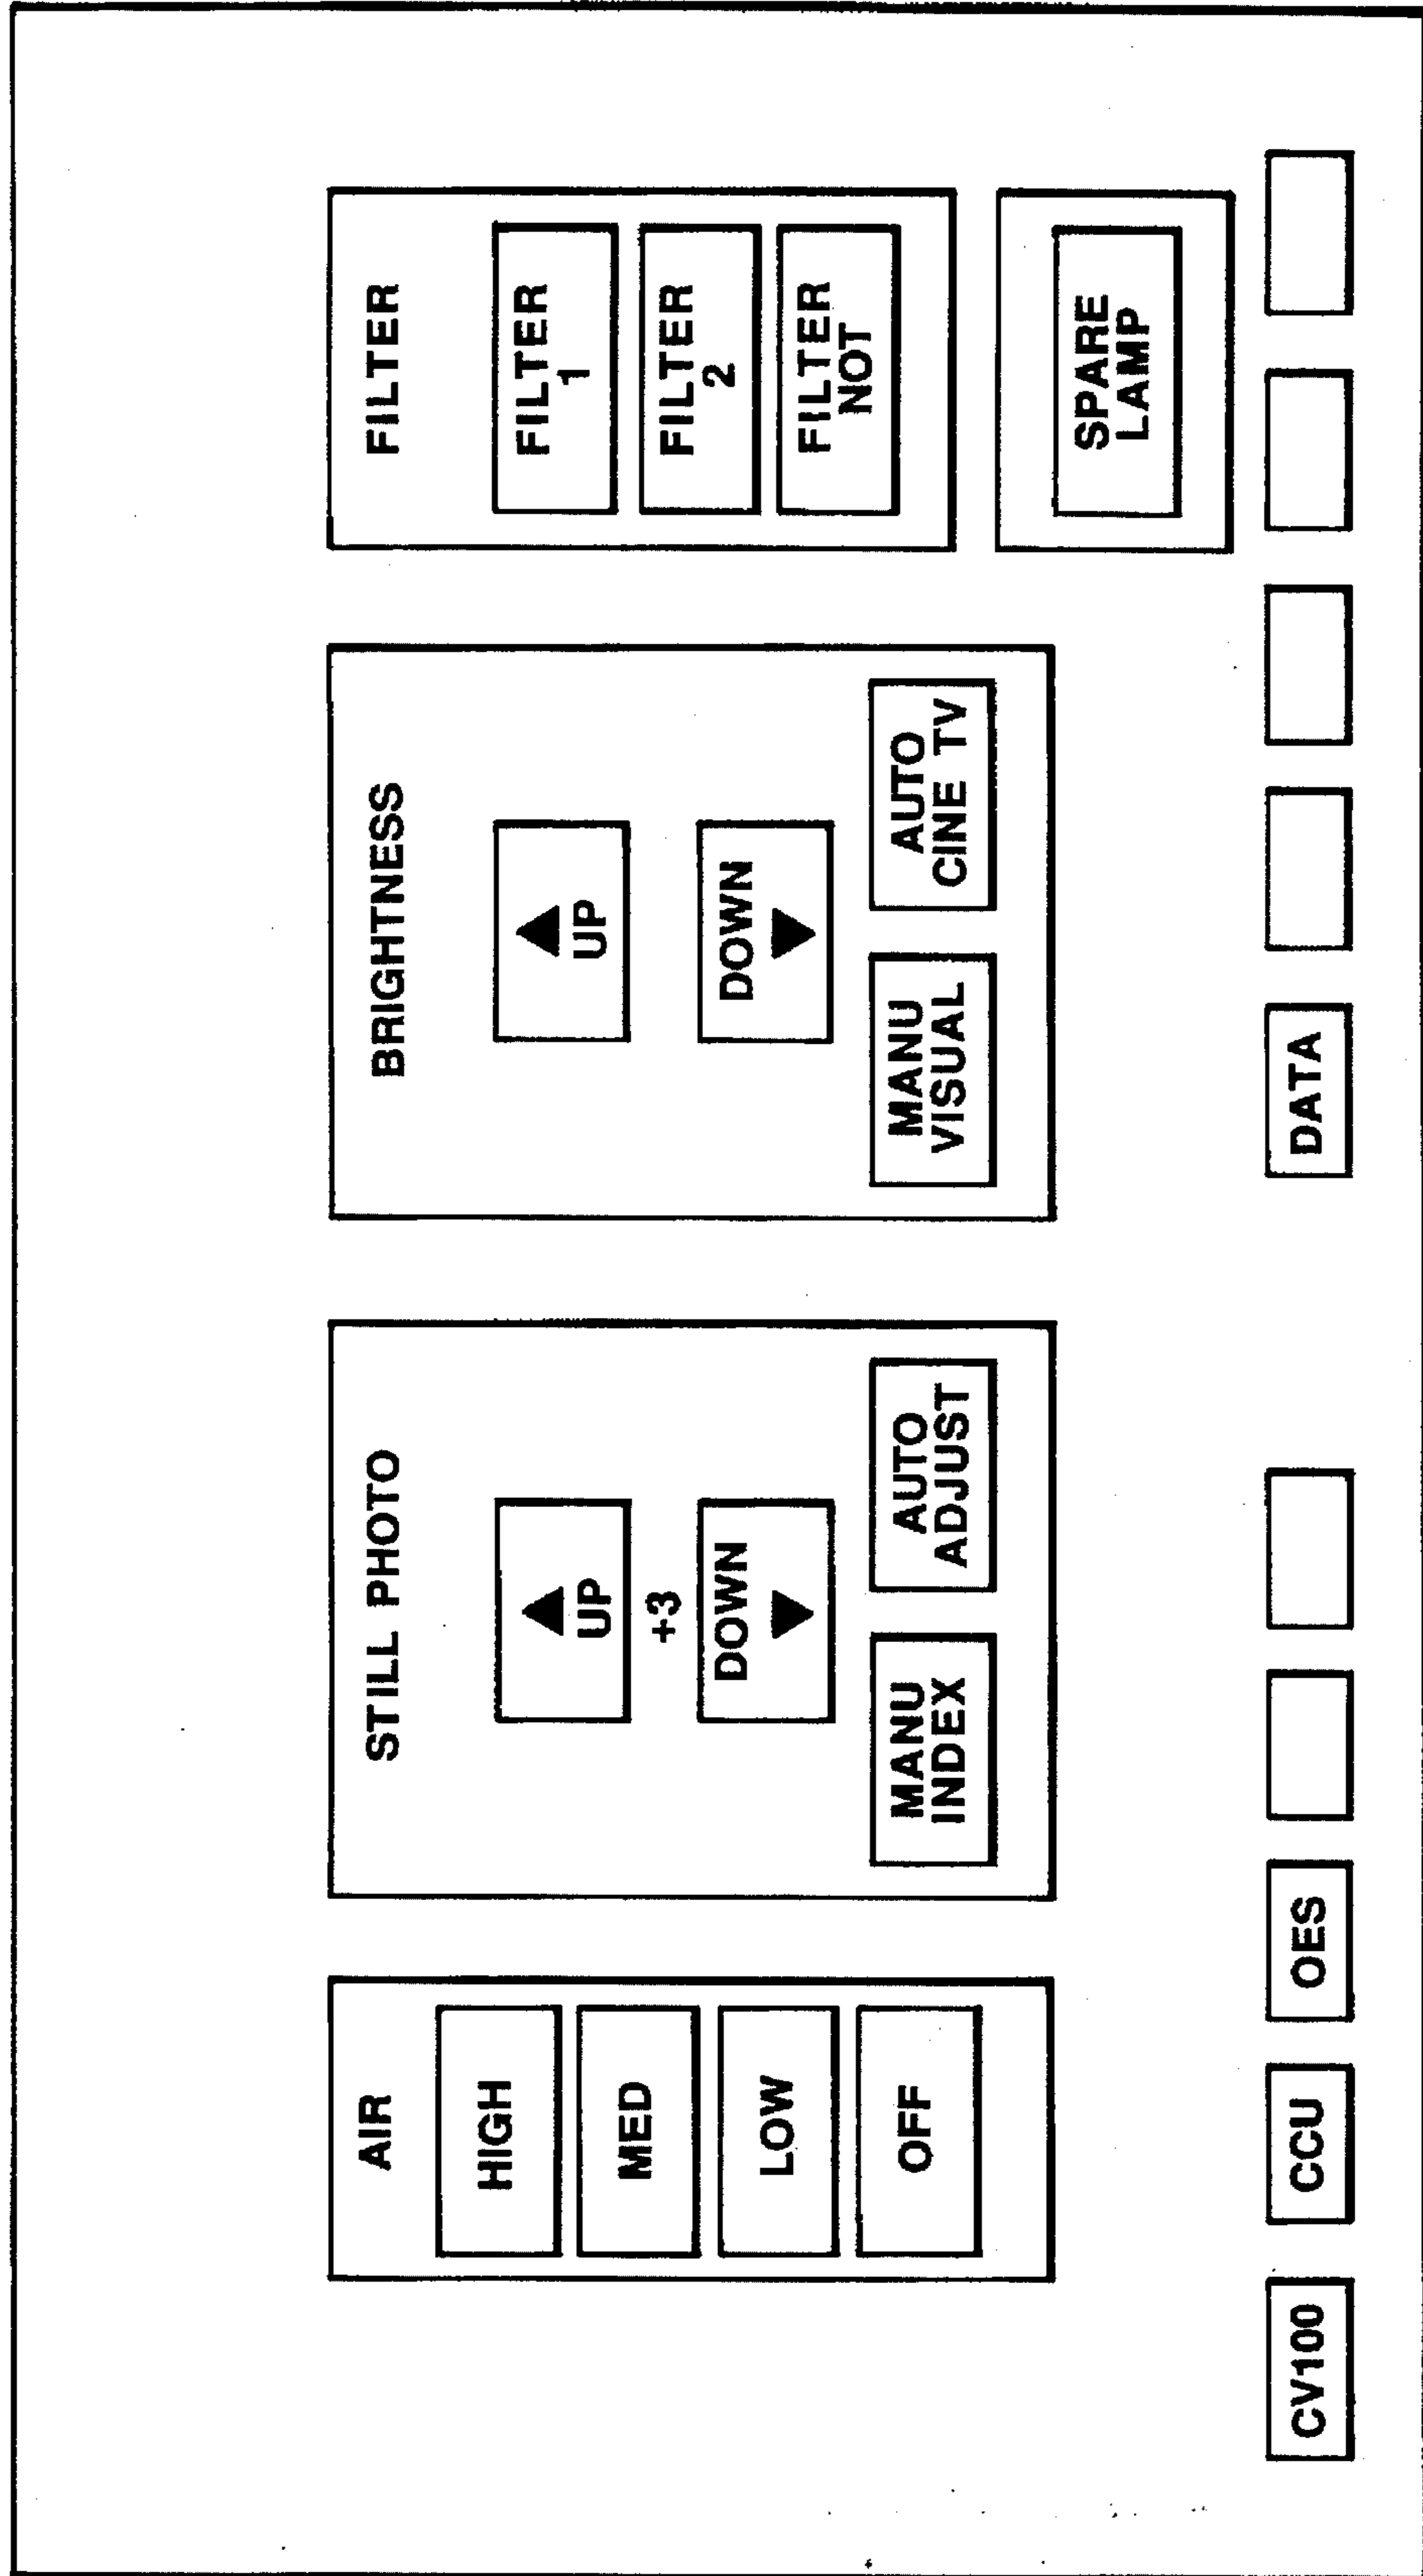 AIR
HIGH
MED
LOW
OFF
STILL PHOTO
UP
+3
DOWN
MANU
INDEX
AUTO
ADJUST
BRIGHTNESS
UP
DOWN
MANU
VISUAL
AUTO
CINE TV
FILTER
FILTER
1
FILTER
2
FILTER
NOT
SPARE
LAMP
CV100
CCU
OES
DATA